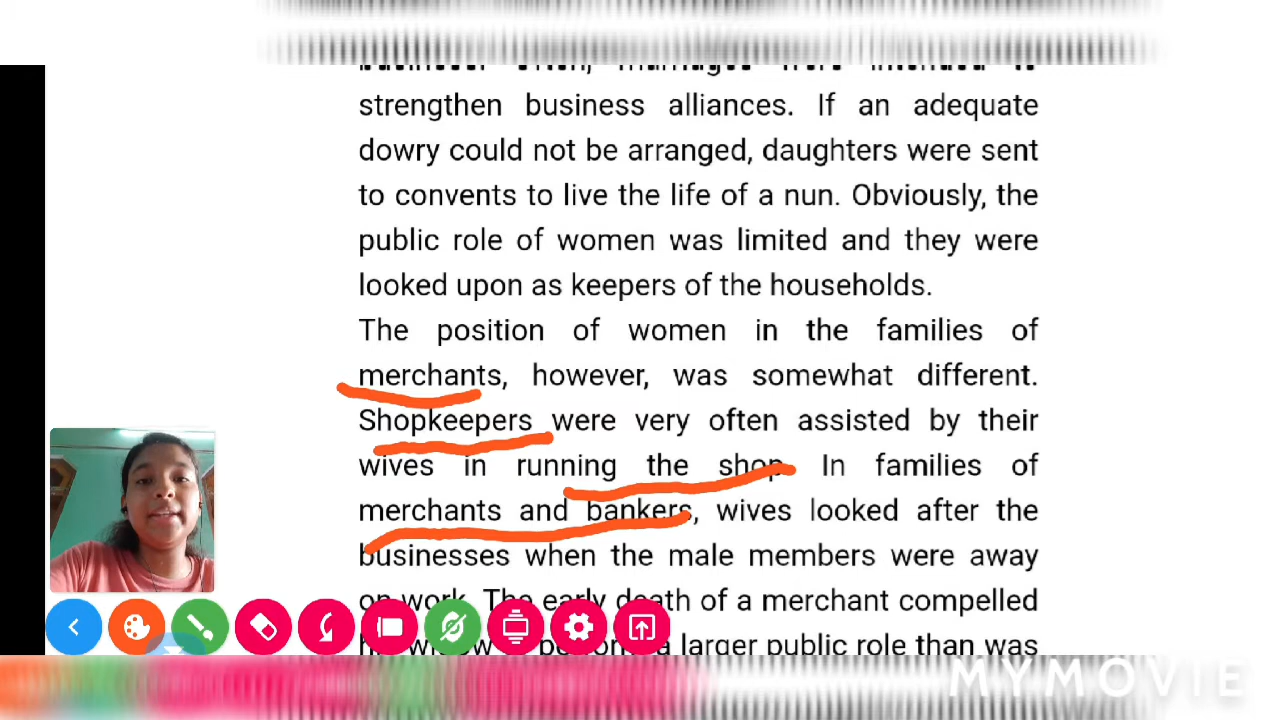 strengthen business alliances. If an adequate
dowry could not be arranged, daughters were sent
to convents to live the life of a nun. Obviously, the
public role of women was limited and they were
looked upon as keepers of the households.
The position of women in the families of
merchants, however, was somewhat different.
Shopkeepers were very often assisted by their
wives in running the shop. In families of
merchants and bankers, wives looked after the
businesses when the male members were away
on work. The early death of a merchant compelled
larger public role than was
MYMOVIE